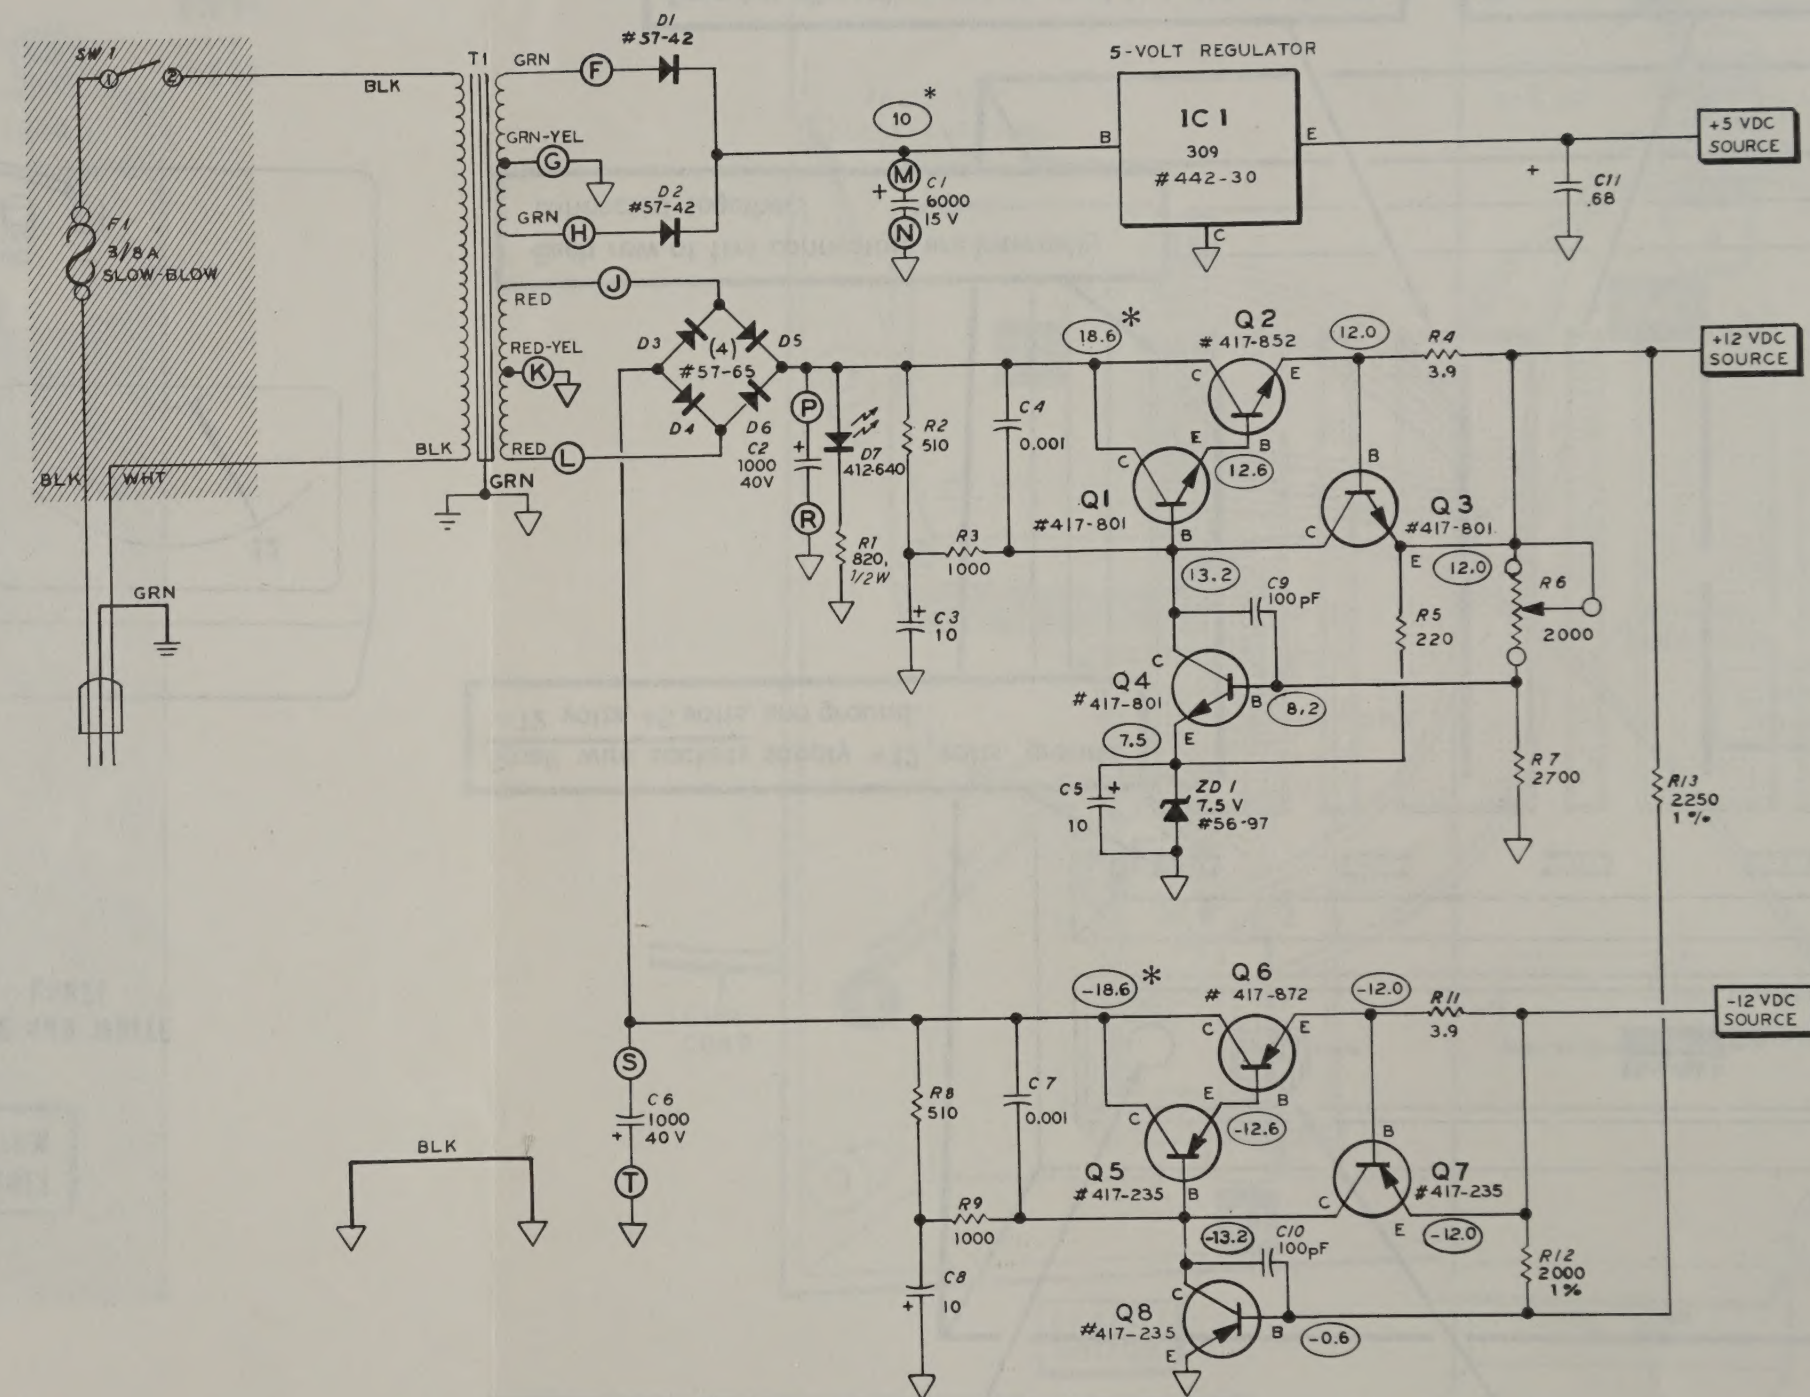 SW 1
1
2
BLK
T1
GRN
F
D1
#57-42
GRN-YEL
G
GRN
H
D2
#57-42
10
*
M
+
C1
6000
15 V
N
5-VOLT REGULATOR
B
IC 1
309
#442-30
E
C
+
C11
.68
+5 VDC
SOURCE
F1
3/8 A
SLOW-BLOW
RED
J
RED-YEL
K
RED
L
BLK
GRN
BLK
WHT
GRN
D3
D5
(4)
#57-65
D4
D6
P
+
C2
1000
40V
R
D7
412-640
R1
820,
1/2 W
R2
510
C4
0.001
R3
1000
+
C3
10
18.6
*
Q2
#417-852
C
E
B
12.0
R4
3.9
+12 VDC
SOURCE
E
12.6
C
Q1
#417-801
B
13.2
B
Q3
#417-801
C
E
12.0
R6
2000
C9
100pF
R5
220
C
Q4
#417-801
B
8.2
7.5
E
C5
+
10
ZD 1
7.5 V
#56-97
R7
2700
R13
2250
1%
-18.6
*
Q6
# 417-872
C
E
B
-12.0
R11
3.9
-12 VDC
SOURCE
S
C6
1000
+
40 V
T
BLK
R8
510
C7
0.001
E
-12.6
C
Q5
#417-235
B
B
Q7
#417-235
C
E
-12.0
R9
1000
-13.2
C10
100pF
R12
2000
1%
C8
+
10
C
Q8
#417-235
B
-0.6
E